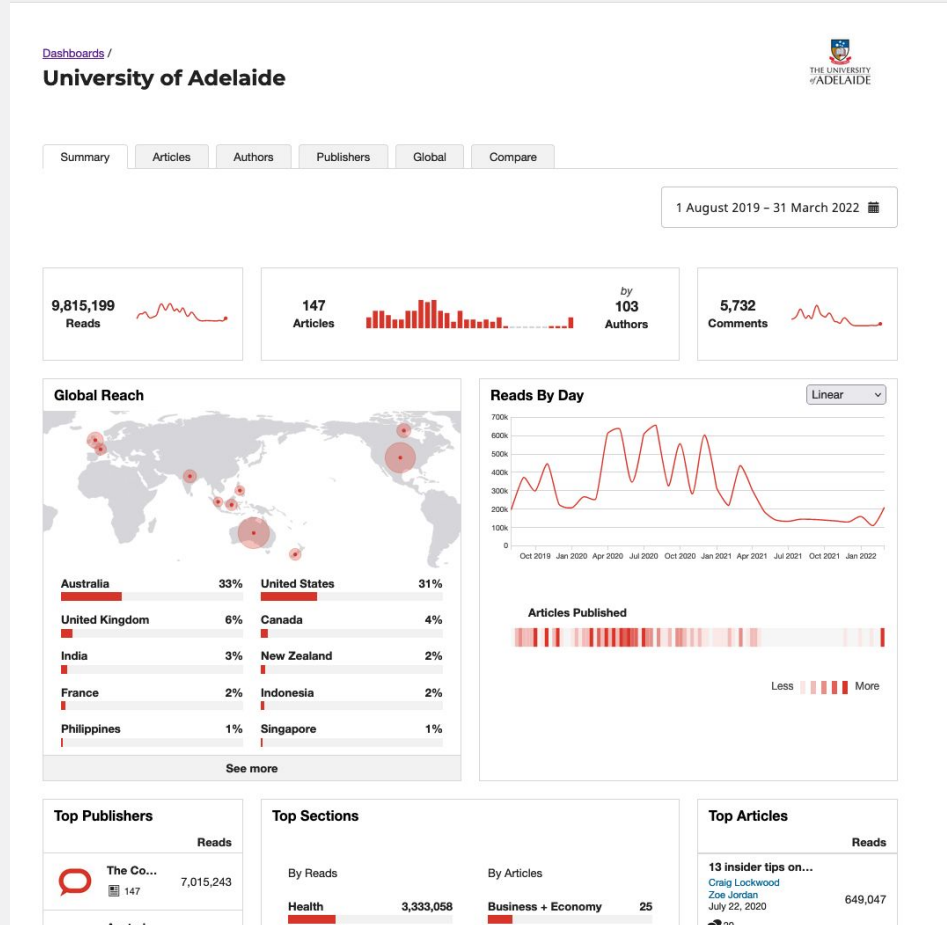 Dashboards /
University of Adelaide
THE UNIVERSITY
of ADELAIDE
Summary
Articles
Authors
Publishers
Global
Compare
1 August 2019 – 31 March 2022
9,815,199
Reads
147
Articles
by
103
Authors
5,732
Comments
Global Reach
Australia 33%
United States 31%
United Kingdom 6%
Canada 4%
India 3%
New Zealand 2%
France 2%
Indonesia 2%
Philippines 1%
Singapore 1%
See more
Reads By Day
Linear
700k
600k
500k
400k
300k
200k
100k
0
Oct 2019 Jan 2020 Apr 2020 Jul 2020 Oct 2020 Jan 2021 Apr 2021 Jul 2021 Oct 2021 Jan 2022
Articles Published
Less More
Top Publishers
Reads
The Co...
147
7,015,243
Top Sections
By Reads
Health 3,333,058
By Articles
Business + Economy 25
Top Articles
Reads
13 insider tips on...
Craig Lockwood
Zoe Jordan
July 22, 2020
649,047